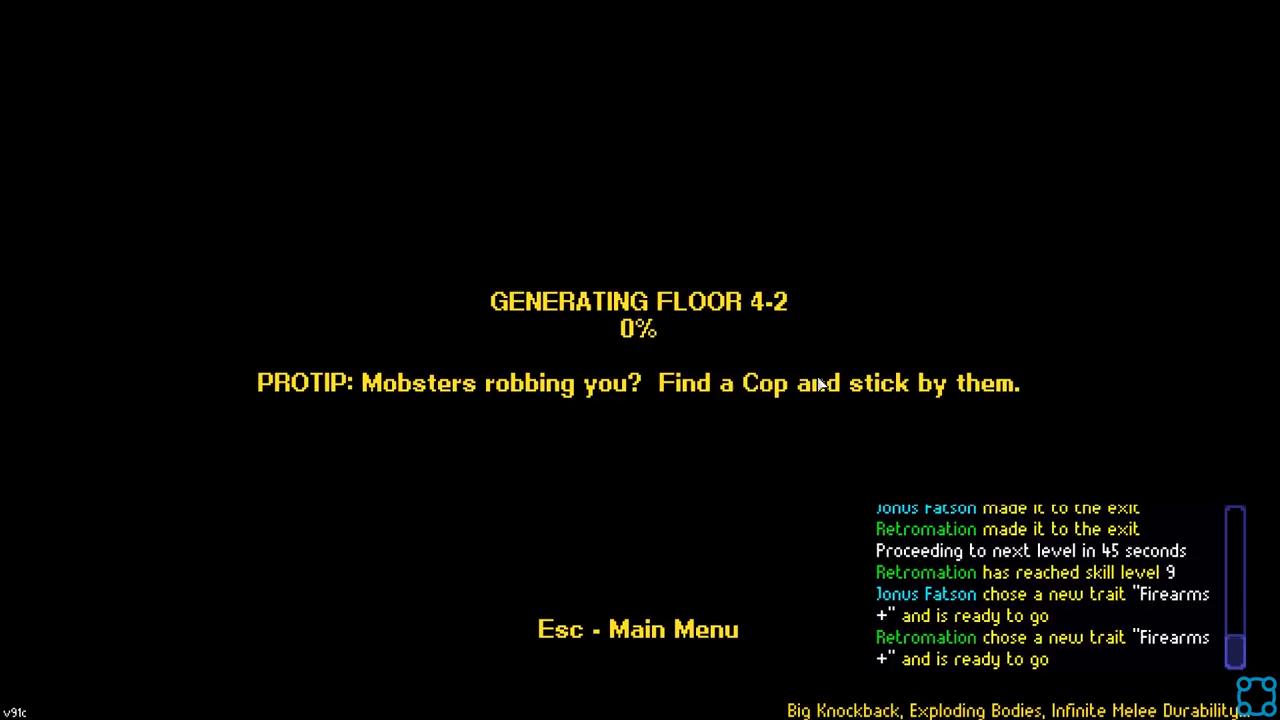 GENERATING FLOOR 4-2
0%
PROTIP: Mobsters robbing you? Find a Cop and stick by them.
Jonus Fatson made it to the exit
Retromation made it to the exit
Proceeding to next level in 45 seconds
Retromation has reached skill level 9
Jonus Fatson chose a new trait "Firearms
+" and is ready to go
Retromation chose a new trait "Firearms
+" and is ready to go
Esc - Main Menu
v91c
Big Knockback, Exploding Bodies, Infinite Melee Durability